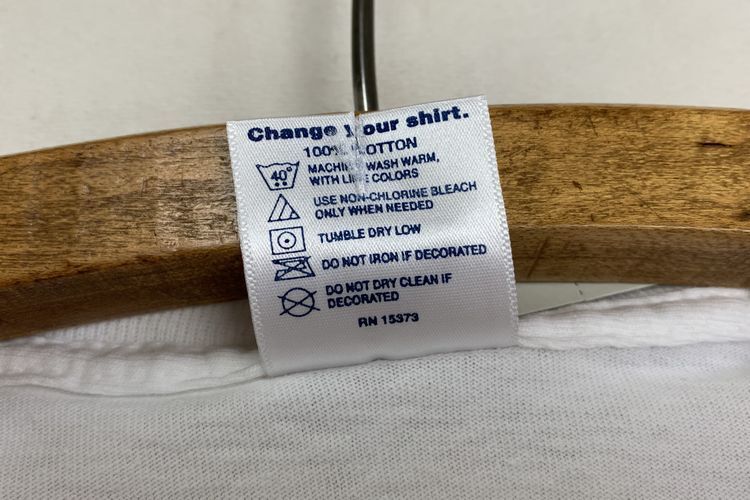 Change your shirt.
100% COTTON
40°
MACHINE WASH WARM,
WITH LIKE COLORS
USE NON-CHLORINE BLEACH
ONLY WHEN NEEDED
TUMBLE DRY LOW
DO NOT IRON IF DECORATED
DO NOT DRY CLEAN IF
DECORATED
RN 15373